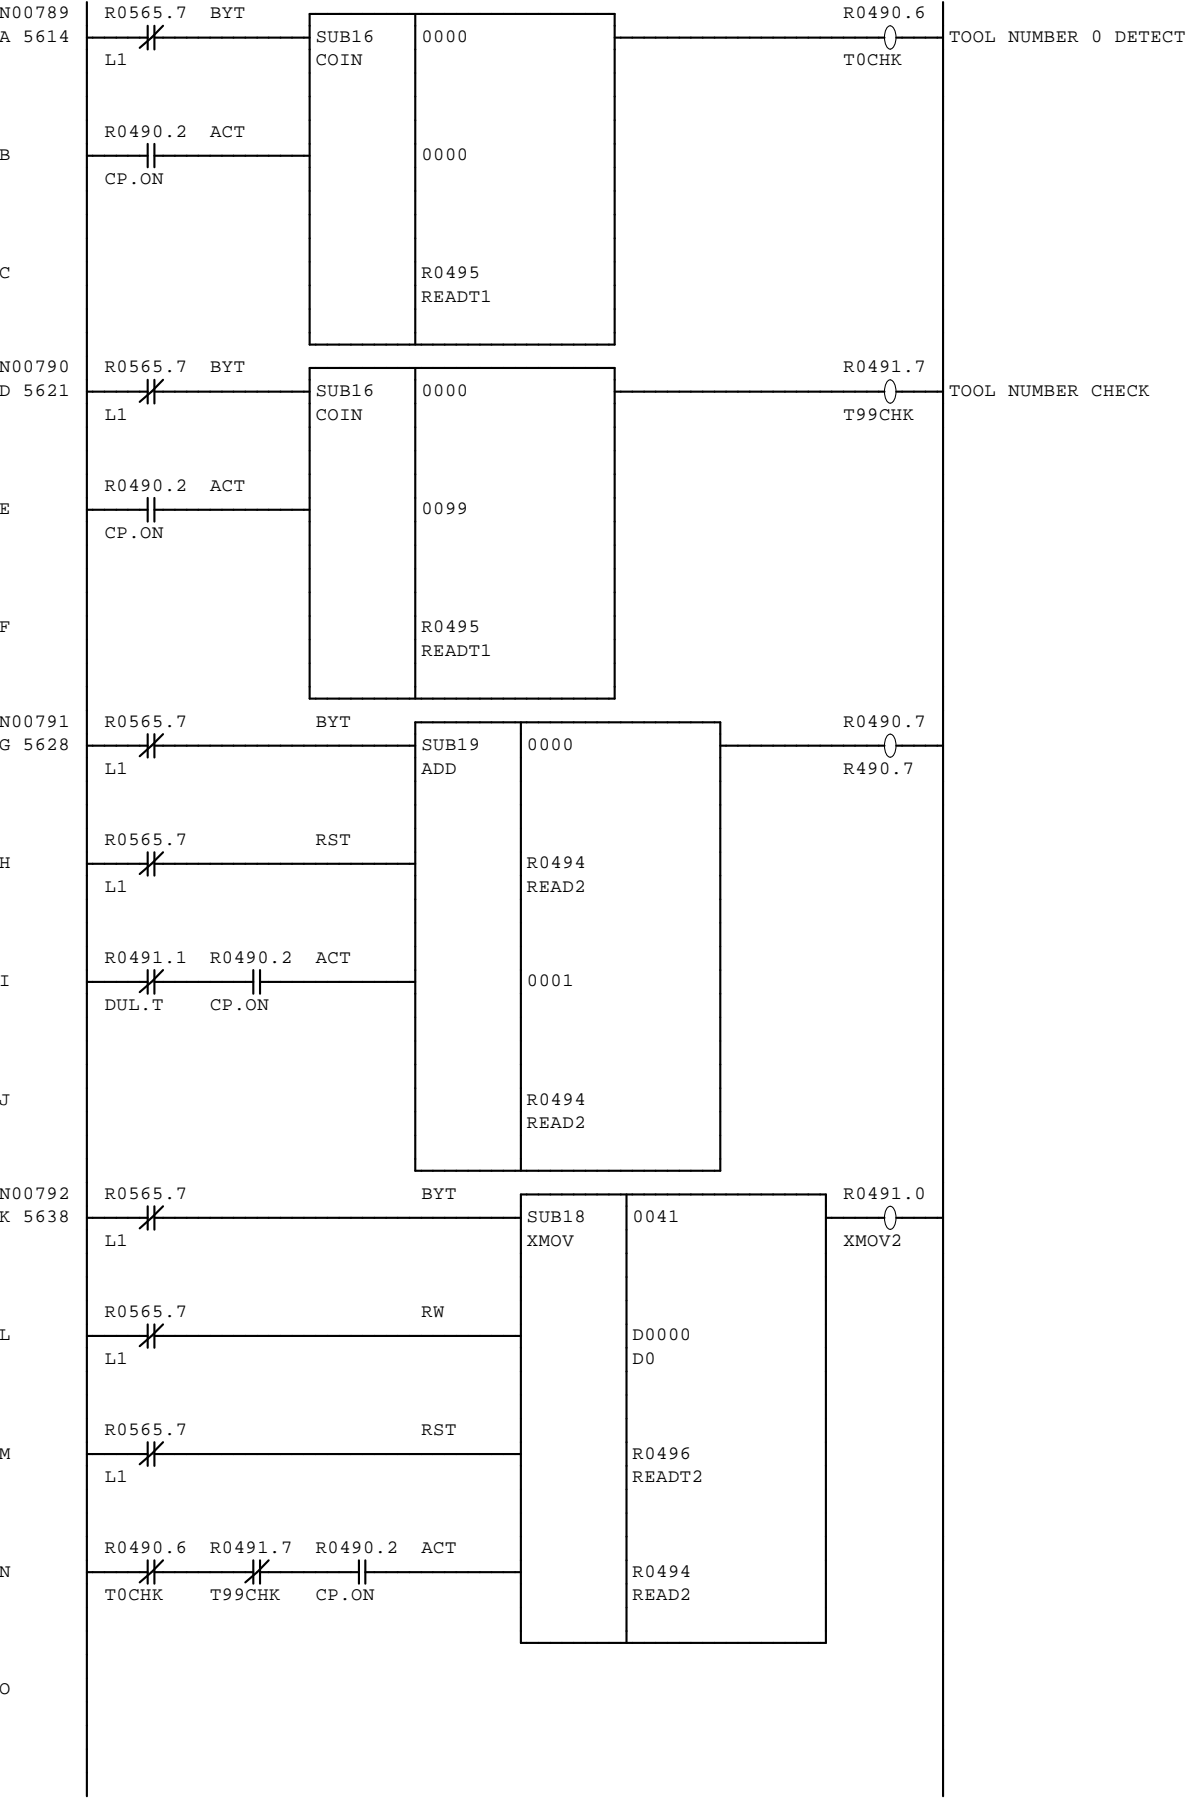 N00789 R0565.7 BYT R0490.6
A 5614 SUB16 0000 TOOL NUMBER 0 DETECT
L1 COIN T0CHK
R0490.2 ACT
B 0000
CP.ON
C R0495
READT1
N00790 R0565.7 BYT R0491.7
D 5621 SUB16 0000 TOOL NUMBER CHECK
L1 COIN T99CHK
R0490.2 ACT
E 0099
CP.ON
F R0495
READT1
N00791 R0565.7 BYT R0490.7
G 5628 SUB19 0000
L1 ADD R490.7
R0565.7 RST
H R0494
L1 READ2
R0491.1 R0490.2 ACT
I 0001
DUL.T CP.ON
J R0494
READ2
N00792 R0565.7 BYT R0491.0
K 5638 SUB18 0041
L1 XMOV XMOV2
R0565.7 RW
L D0000
L1 D0
R0565.7 RST
M R0496
L1 READT2
R0490.6 R0491.7 R0490.2 ACT
N R0494
T0CHK T99CHK CP.ON READ2
O